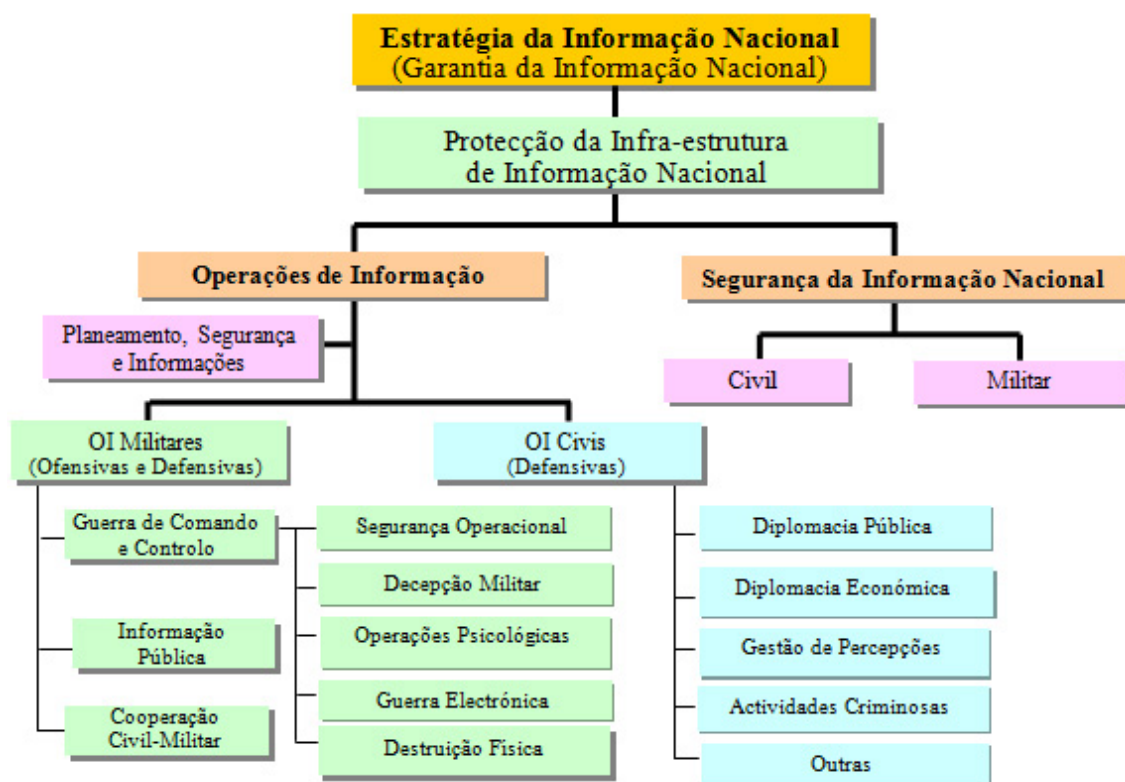 Estratégia da Informação Nacional
(Garantia da Informação Nacional)
Protecção da Infra-estrutura
de Informação Nacional
Operações de Informação
Segurança da Informação Nacional
Planeamento, Segurança
e Informações
Civil
Militar
OI Militares
(Ofensivas e Defensivas)
OI Civis
(Defensivas)
Guerra de Comando
e Controlo
Informação
Pública
Cooperação
Civil-Militar
Segurança Operacional
Decepção Militar
Operações Psicológicas
Guerra Electrónica
Destruição Física
Diplomacia Pública
Diplomacia Económica
Gestão de Percepções
Actividades Criminosas
Outras